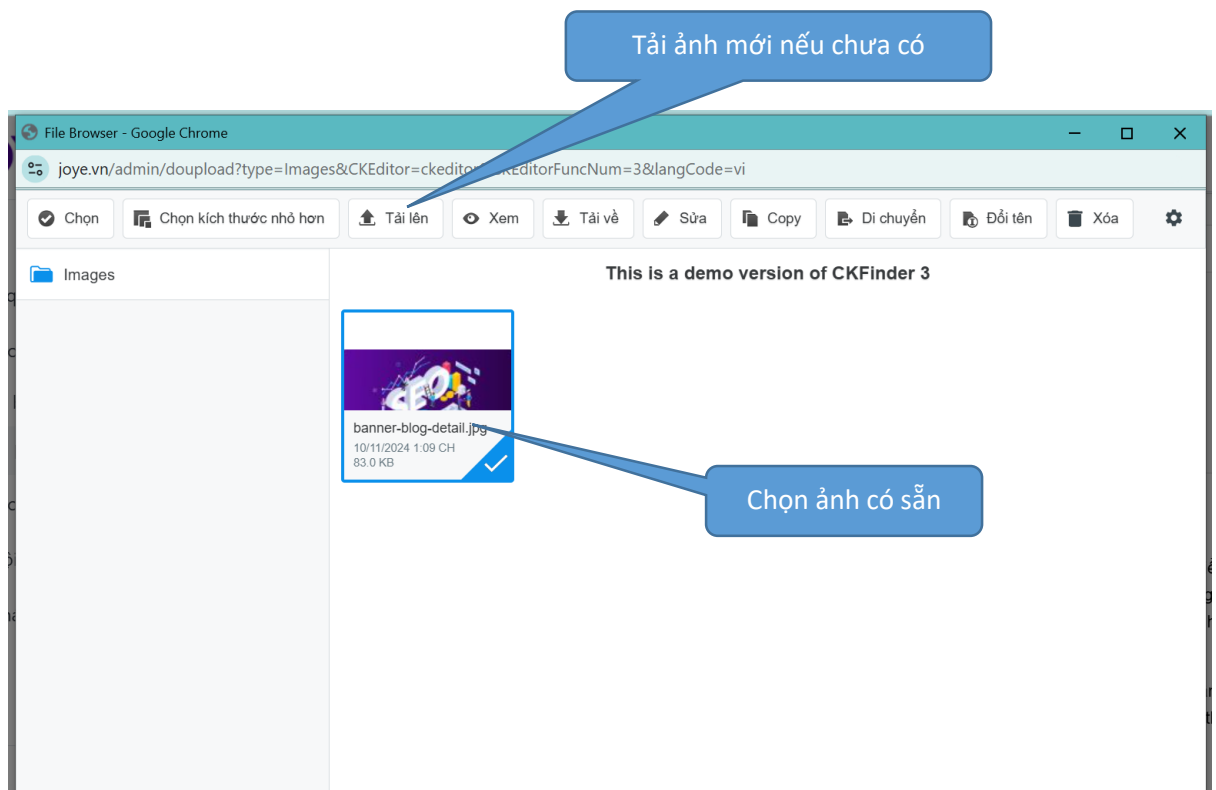 Tải ảnh mới nếu chưa có
File Browser - Google Chrome
joye.vn/admin/doupload?type=Images&CKEditor=ckeditor
EditorFuncNum=3&langCode=vi
Chọn
Chọn kích thước nhỏ hơn
Tải lên
Xem
Tải về
Sửa
Copy
Di chuyển
Đổi tên
Xóa
Images
This is a demo version of CKFinder 3
banner-blog-detail.jpg
10/11/2024 1:09 CH
83.0 KB
Chọn ảnh có sẵn